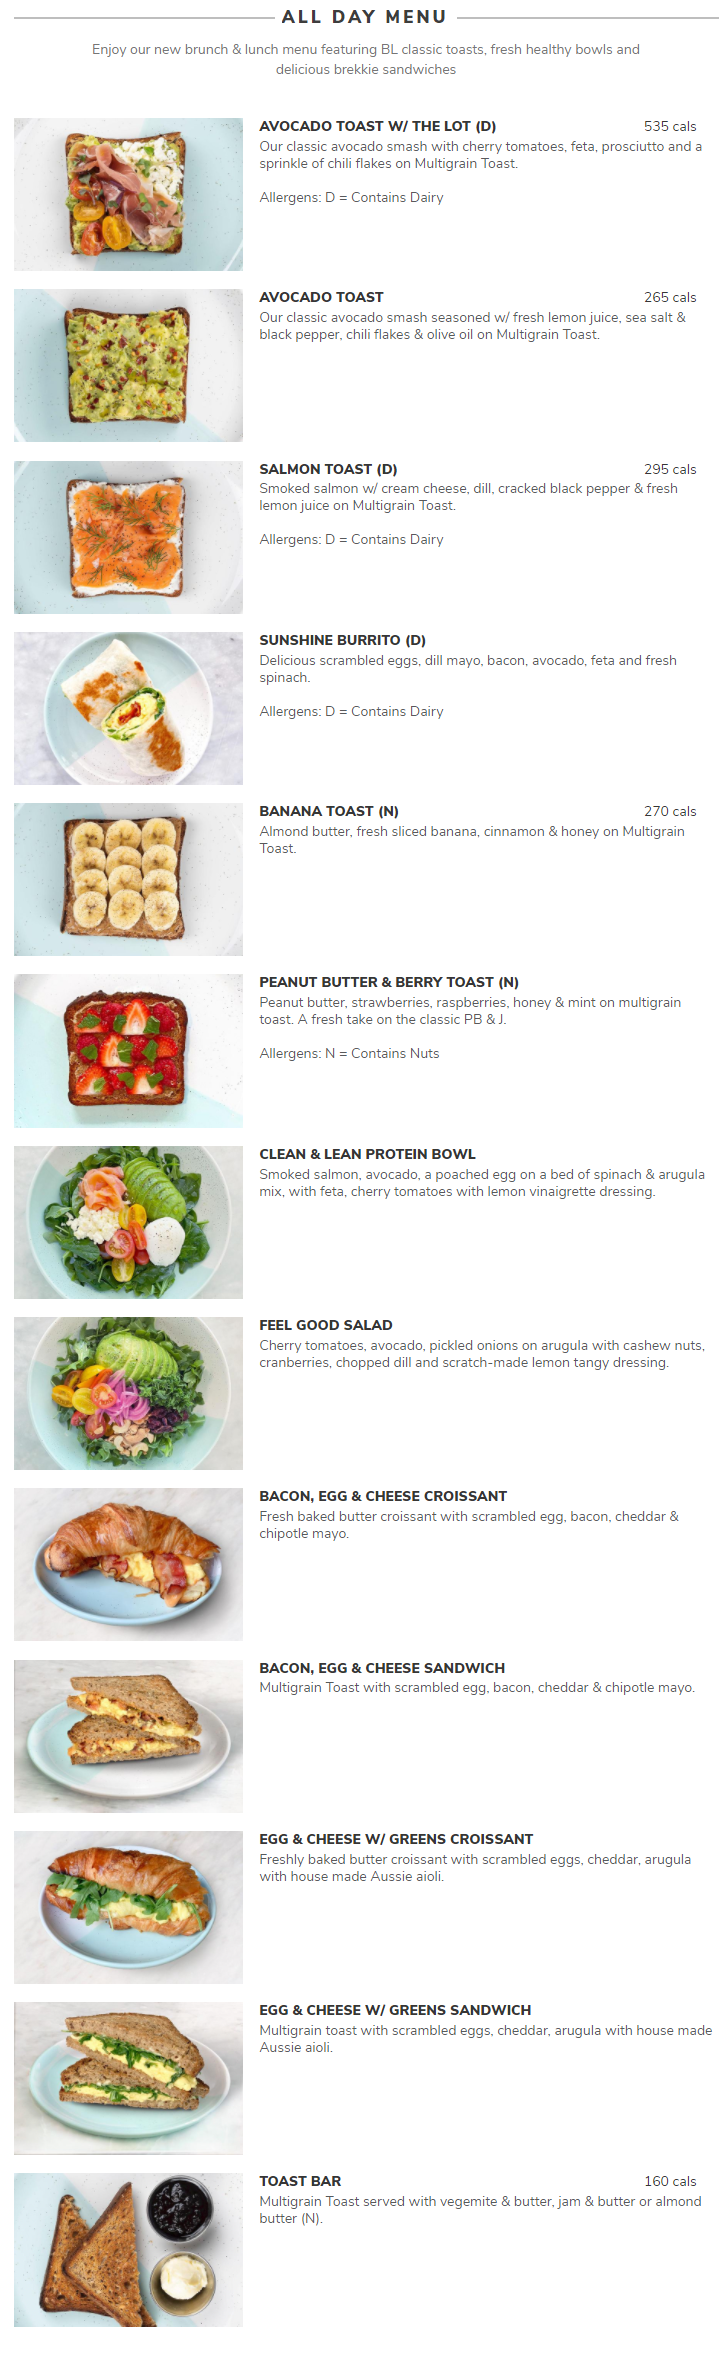 ALL DAY MENU
Enjoy our new brunch & lunch menu featuring BL classic toasts, fresh healthy bowls and
delicious brekkie sandwiches
AVOCADO TOAST W/ THE LOT (D) 535 cals
Our classic avocado smash with cherry tomatoes, feta, prosciutto and a
sprinkle of chili flakes on Multigrain Toast.
Allergens: D = Contains Dairy
AVOCADO TOAST 265 cals
Our classic avocado smash seasoned w/ fresh lemon juice, sea salt &
black pepper, chili flakes & olive oil on Multigrain Toast.
SALMON TOAST (D) 295 cals
Smoked salmon w/ cream cheese, dill, cracked black pepper & fresh
lemon juice on Multigrain Toast.
Allergens: D = Contains Dairy
SUNSHINE BURRITO (D)
Delicious scrambled eggs, dill mayo, bacon, avocado, feta and fresh
spinach.
Allergens: D = Contains Dairy
BANANA TOAST (N) 270 cals
Almond butter, fresh sliced banana, cinnamon & honey on Multigrain
Toast.
PEANUT BUTTER & BERRY TOAST (N)
Peanut butter, strawberries, raspberries, honey & mint on multigrain
toast. A fresh take on the classic PB & J.
Allergens: N = Contains Nuts
CLEAN & LEAN PROTEIN BOWL
Smoked salmon, avocado, a poached egg on a bed of spinach & arugula
mix, with feta, cherry tomatoes with lemon vinaigrette dressing.
FEEL GOOD SALAD
Cherry tomatoes, avocado, pickled onions on arugula with cashew nuts,
cranberries, chopped dill and scratch-made lemon tangy dressing.
BACON, EGG & CHEESE CROISSANT
Fresh baked butter croissant with scrambled egg, bacon, cheddar &
chipotle mayo.
BACON, EGG & CHEESE SANDWICH
Multigrain Toast with scrambled egg, bacon, cheddar & chipotle mayo.
EGG & CHEESE W/ GREENS CROISSANT
Freshly baked butter croissant with scrambled eggs, cheddar, arugula
with house made Aussie aioli.
EGG & CHEESE W/ GREENS SANDWICH
Multigrain toast with scrambled eggs, cheddar, arugula with house made
Aussie aioli.
TOAST BAR 160 cals
Multigrain Toast served with vegemite & butter, jam & butter or almond
butter (N).